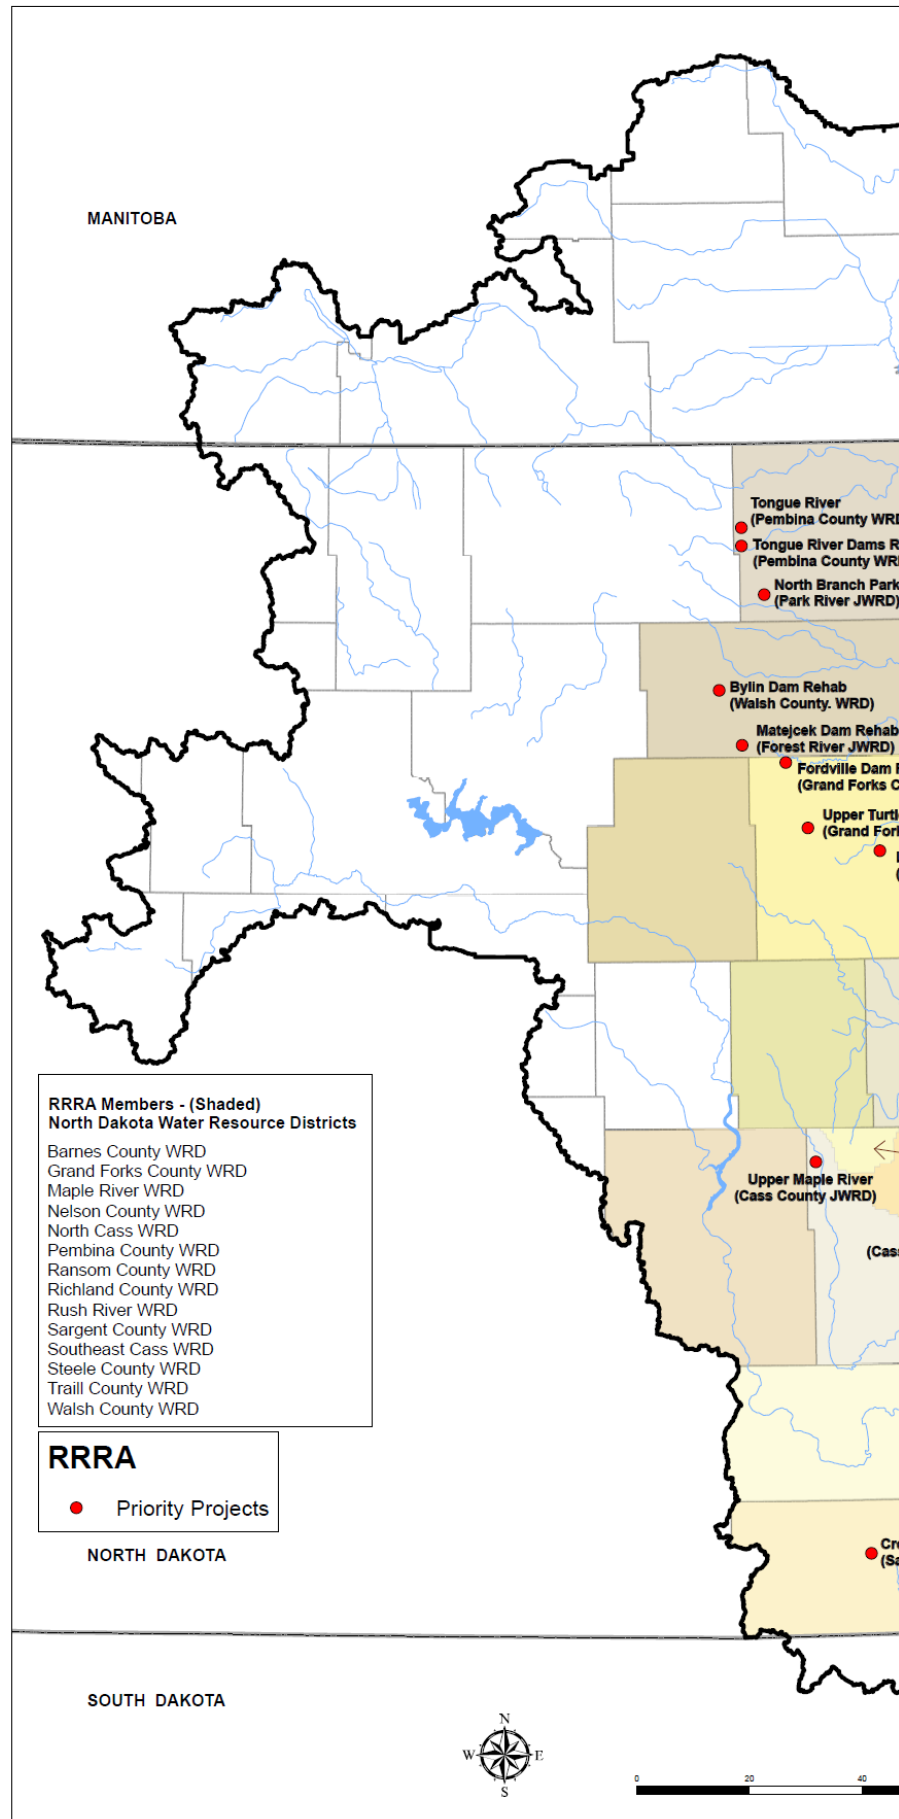 MANITOBA
Tongue River
(Pembina County WRD
Tongue River Dams R
(Pembina County WR
North Branch Park
(Park River JWRD)
Bylin Dam Rehab
(Walsh County. WRD)
Matejcek Dam Rehab
(Forest River JWRD)
Fordville Dam
(Grand Forks C
Upper Turtl
(Grand For
Upper Maple River
(Cass County JWRD)
(Cas
RRRA Members - (Shaded)
North Dakota Water Resource Districts
Barnes County WRD
Grand Forks County WRD
Maple River WRD
Nelson County WRD
North Cass WRD
Pembina County WRD
Ransom County WRD
Richland County WRD
Rush River WRD
Sargent County WRD
Southeast Cass WRD
Steele County WRD
Traill County WRD
Walsh County WRD
RRRA
Priority Projects
NORTH DAKOTA
Cr
(Sa
SOUTH DAKOTA
N
W E
S
0 20 40